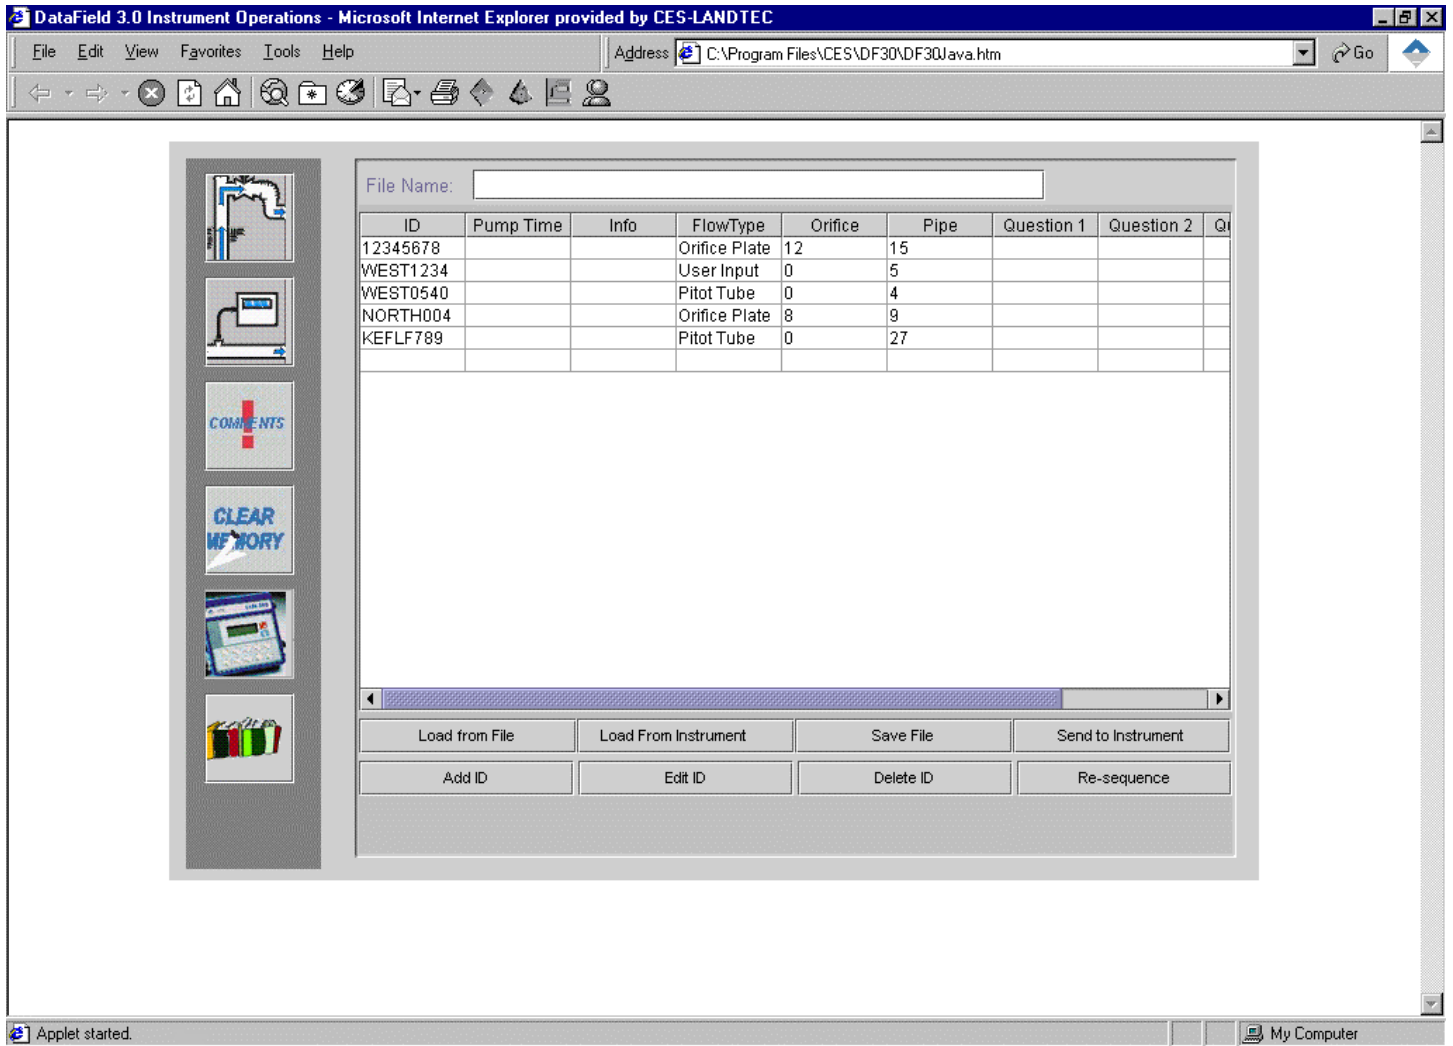 DataField 3.0 Instrument Operations - Microsoft Internet Explorer provided by CES-LANDTEC
File Edit View Favorites Tools Help Address C:\Program Files\CES\DF30\DF30Java.htm Go
File Name:
ID Pump Time Info FlowType Orifice Pipe Question 1 Question 2
12345678 Orifice Plate 12 15
WEST1234 User Input 0 5
WEST0540 Pitot Tube 0 4
NORTH004 Orifice Plate 8 9
KEFLF789 Pitot Tube 0 27
COMMENTS
CLEAR
MEMORY
Load from File Load From Instrument Save File Send to Instrument
Add ID Edit ID Delete ID Re-sequence
Applet started. My Computer